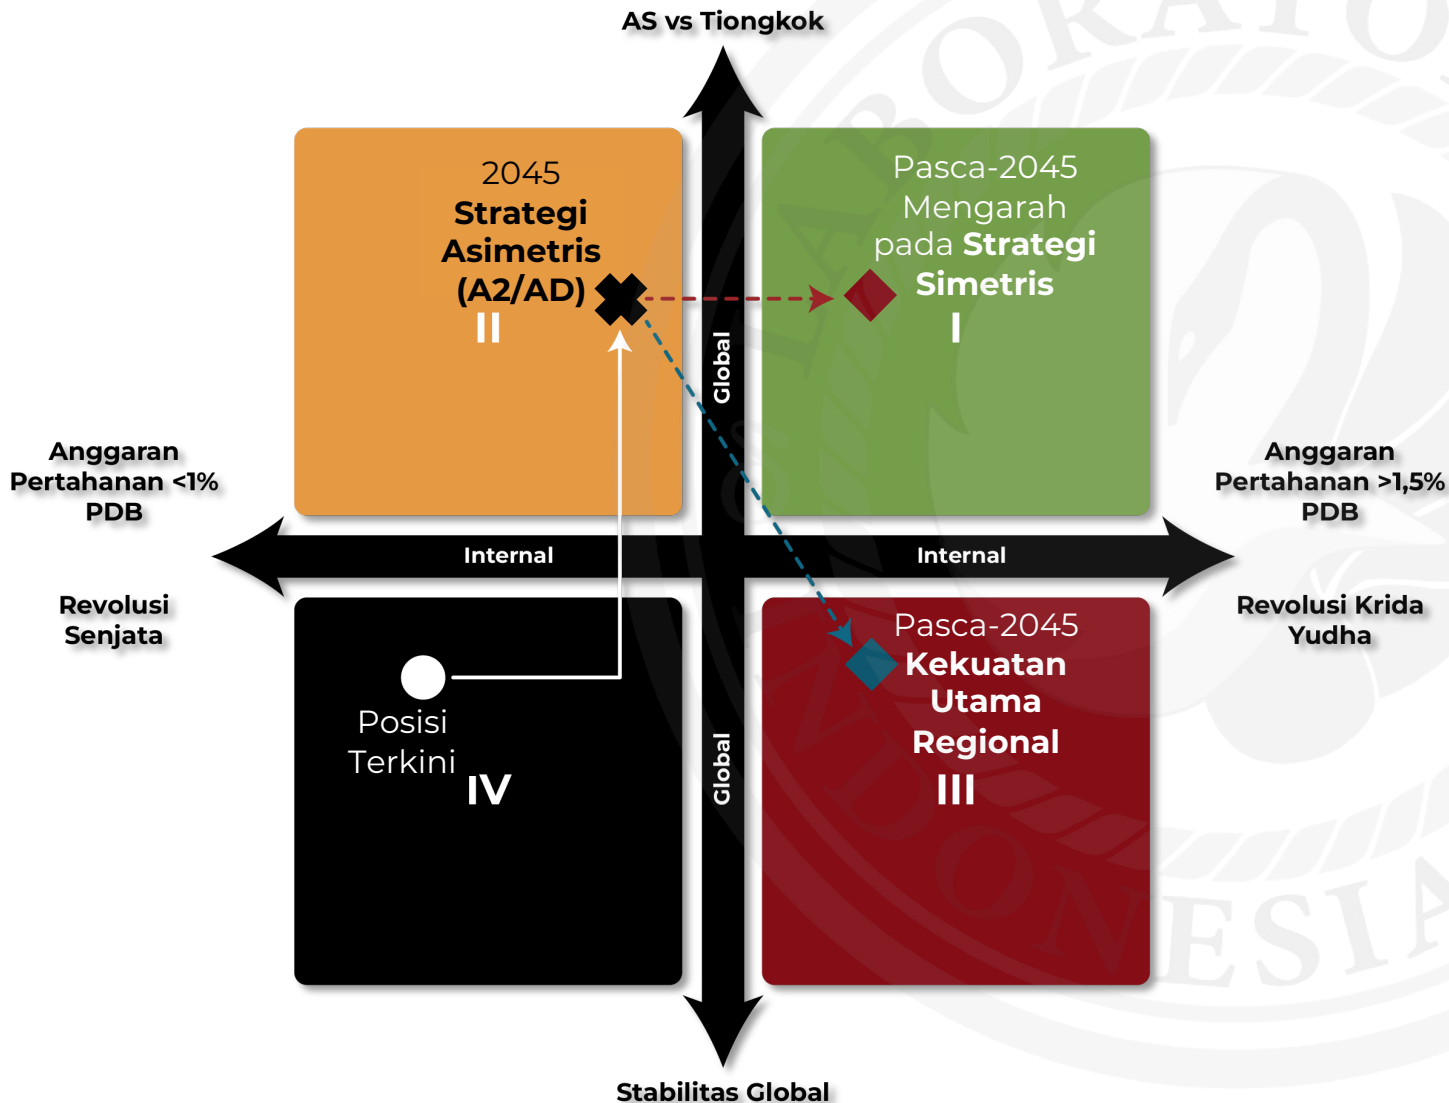 AS vs Tiongkok
2045
Strategi
Asimetris
(A2/AD)
II
Pasca-2045
Mengarah
pada Strategi
Simetris
I
Global
Anggaran
Pertahanan <1%
PDB
Anggaran
Pertahanan >1,5%
PDB
Internal
Internal
Revolusi
Senjata
Revolusi Krida
Yudha
Posisi
Terkini
IV
Global
Pasca-2045
Kekuatan
Utama
Regional
III
Stabilitas Global